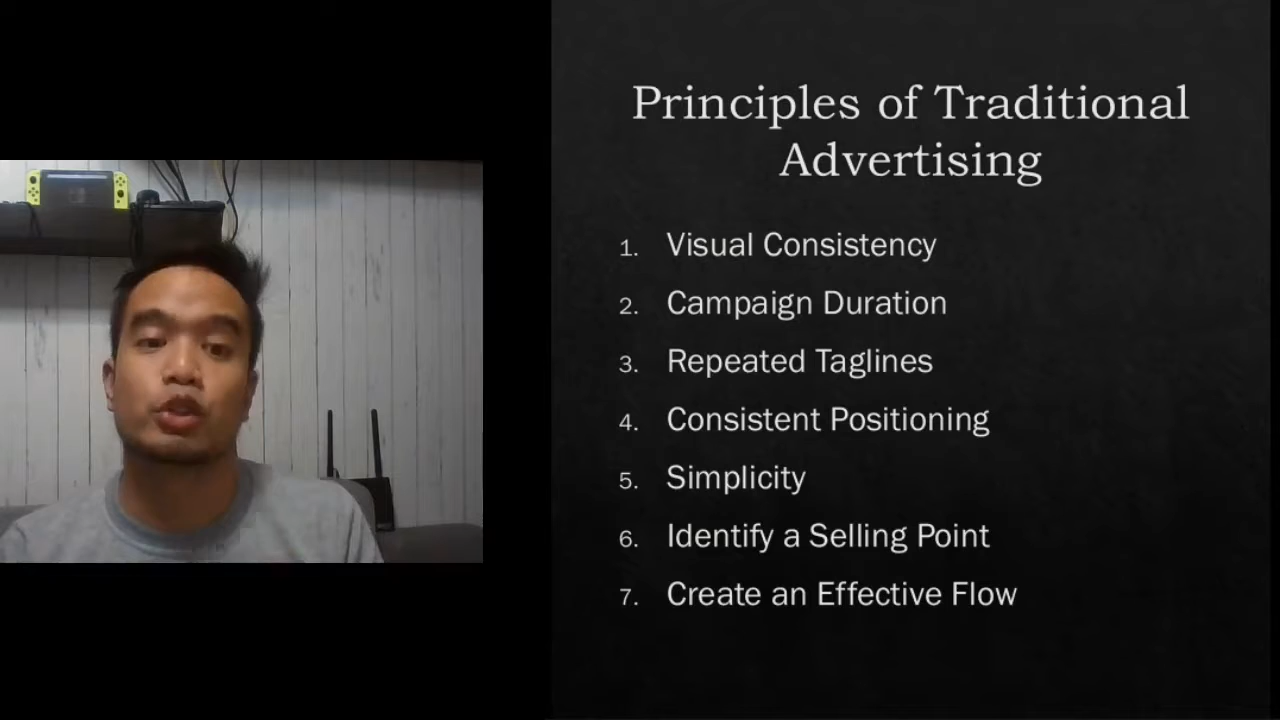 Principles of Traditional
Advertising
1. Visual Consistency
2. Campaign Duration
3. Repeated Taglines
4. Consistent Positioning
5. Simplicity
6. Identify a Selling Point
7. Create an Effective Flow